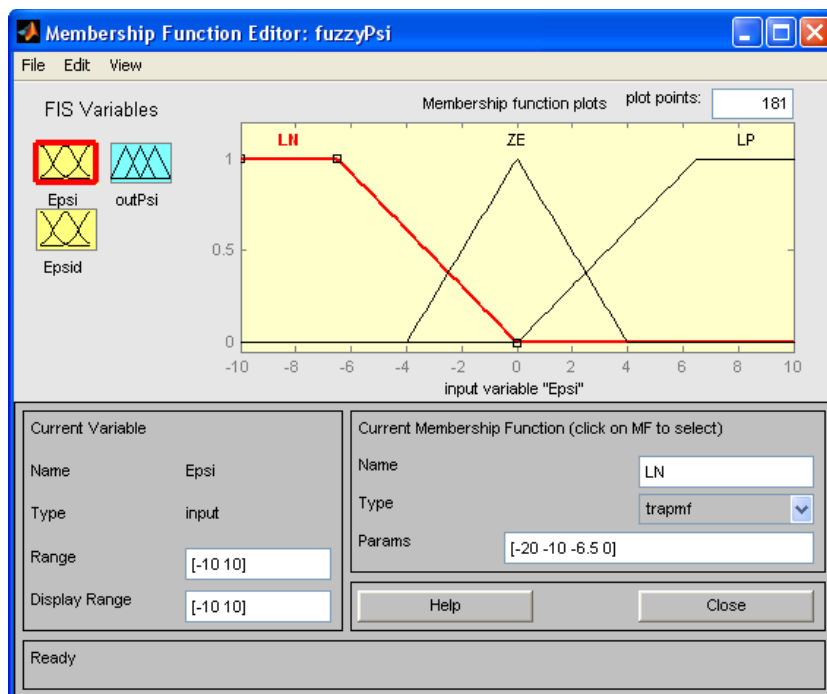 Membership Function Editor: fuzzyPsi
File Edit View
FIS Variables
Membership function plots
plot points:
181
Epsi
outPsi
Epsid
LN
ZE
LP
1
0.5
0
-10 -8 -6 -4 -2 0 2 4 6 8 10
input variable "Epsi"
Current Variable
Name Epsi
Type input
Range [-10 10]
Display Range [-10 10]
Current Membership Function (click on MF to select)
Name LN
Type trapmf
Params [-20 -10 -6.5 0]
Help
Close
Ready